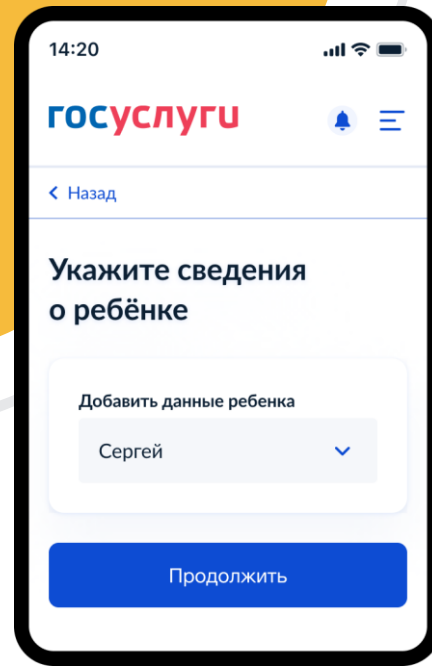 14:20
госуслуги
Назад
Укажите сведения
о ребёнке
Добавить данные ребенка
Сергей
Продолжить